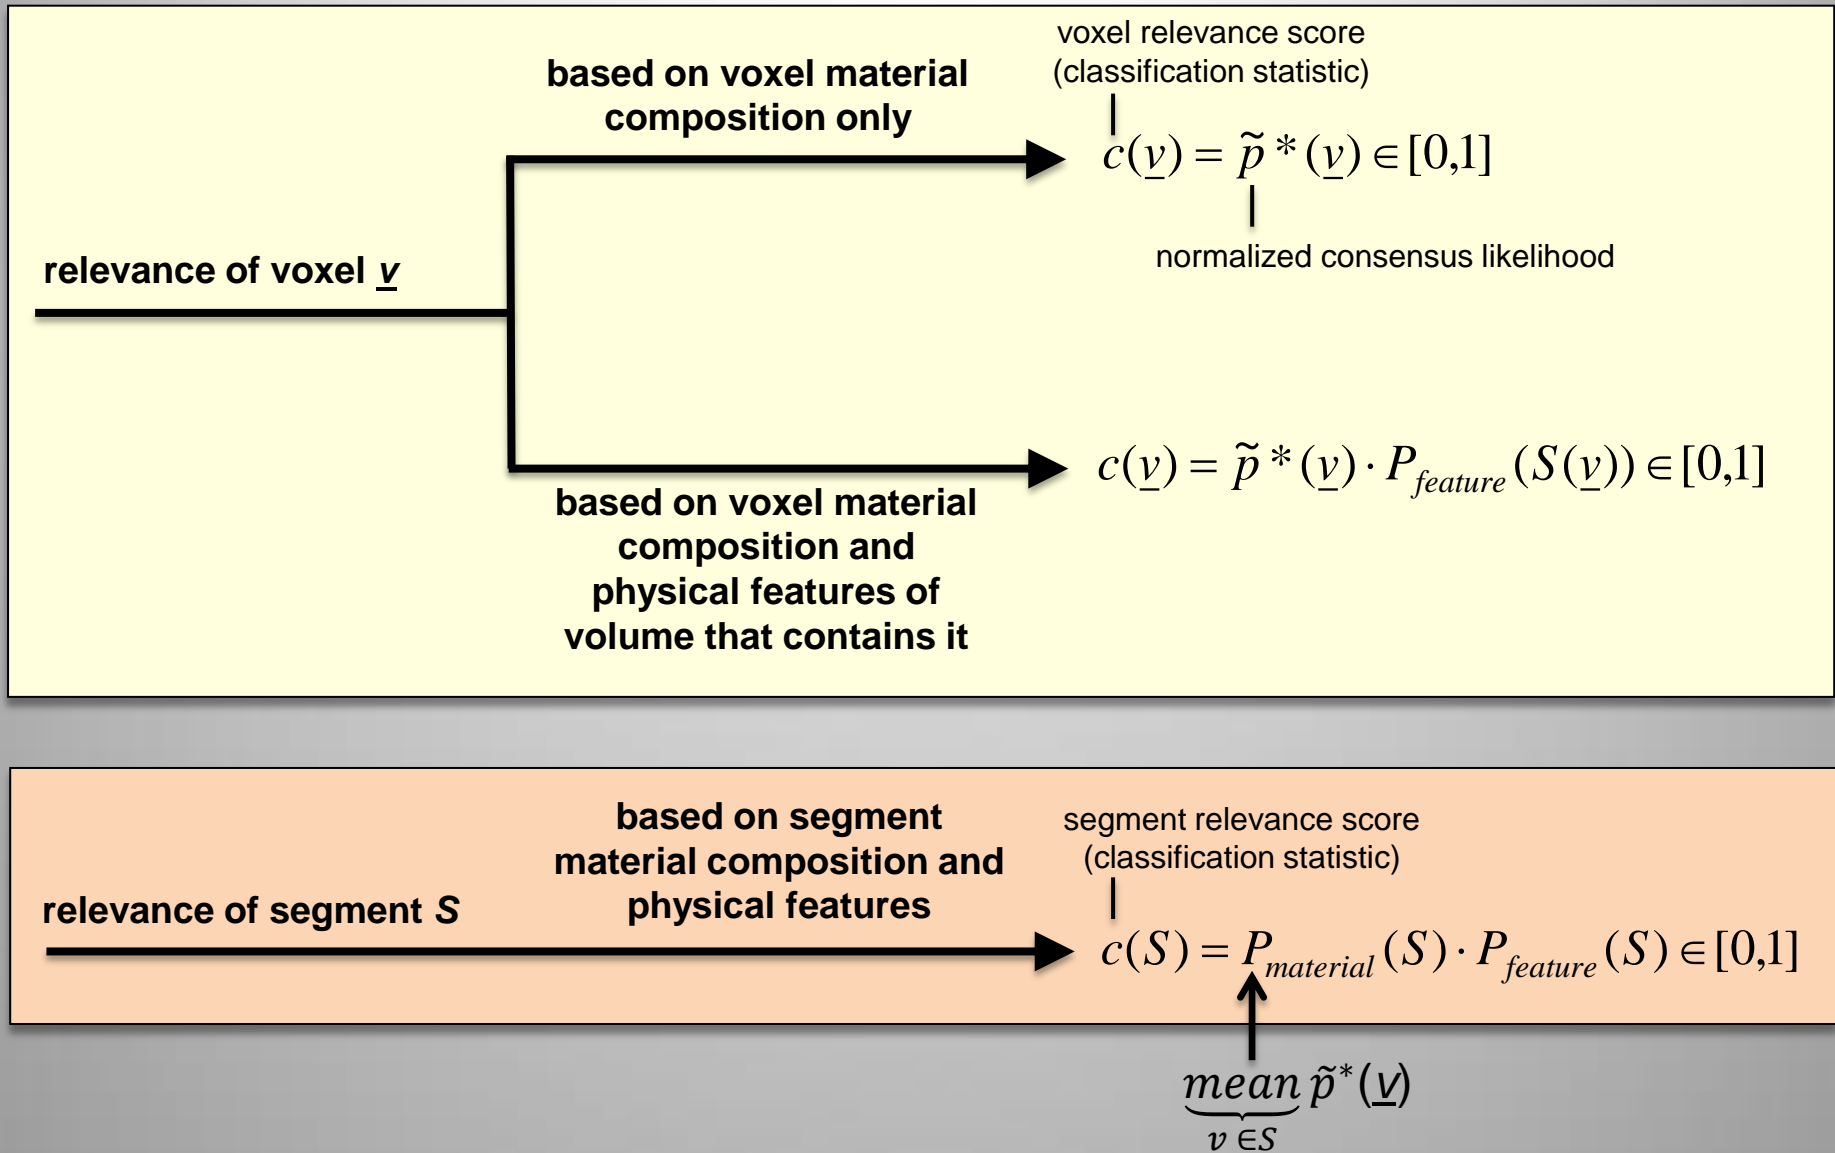 voxel relevance score
(classification statistic)
based on voxel material
composition only
c(v) = p̃ * (v) ∈ [0,1]
normalized consensus likelihood
relevance of voxel v
c(v) = p̃ * (v) · P_feature (S(v)) ∈ [0,1]
based on voxel material
composition and
physical features of
volume that contains it
based on segment
material composition and
physical features
segment relevance score
(classification statistic)
relevance of segment S
c(S) = P_material (S) · P_feature (S) ∈ [0,1]
mean p̃*(v)
v ∈S